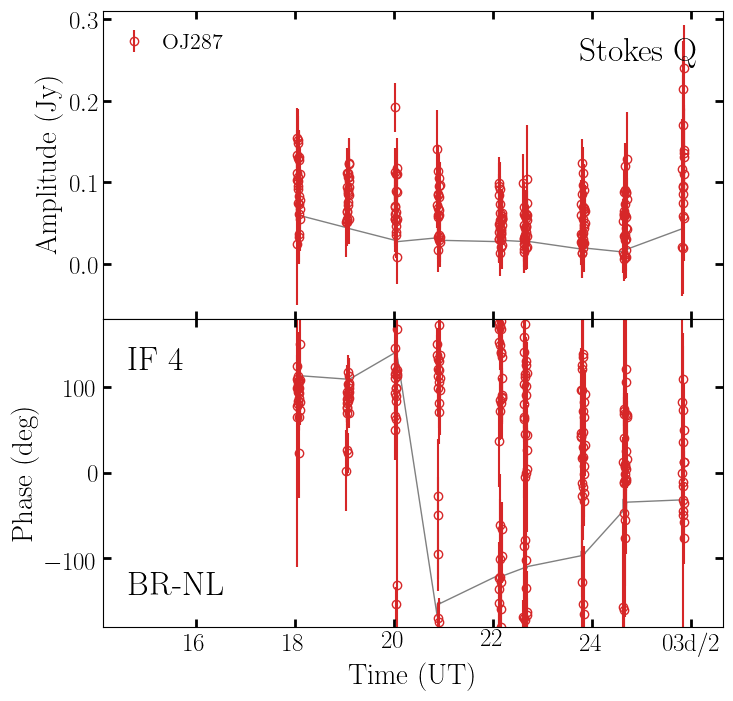 0.3
OJ287
Stokes Q
0.2
0.1
0.0
Amplitude (Jy)
IF 4
100
0
−100
Phase (deg)
BR-NL
16 18 20 22 24 03d/2
Time (UT)